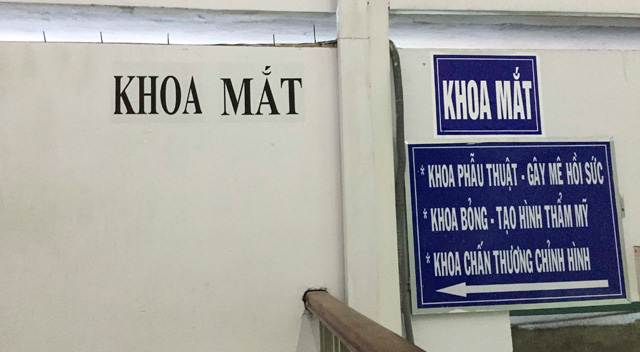 KHOA MẮT
KHOA MẮT
* KHOA PHẪU THUẬT - GÂY MÊ HỒI SỨC
* KHOA BỎNG - TẠO HÌNH THẨM MỸ
* KHOA CHẤN THƯƠNG CHỈNH HÌNH